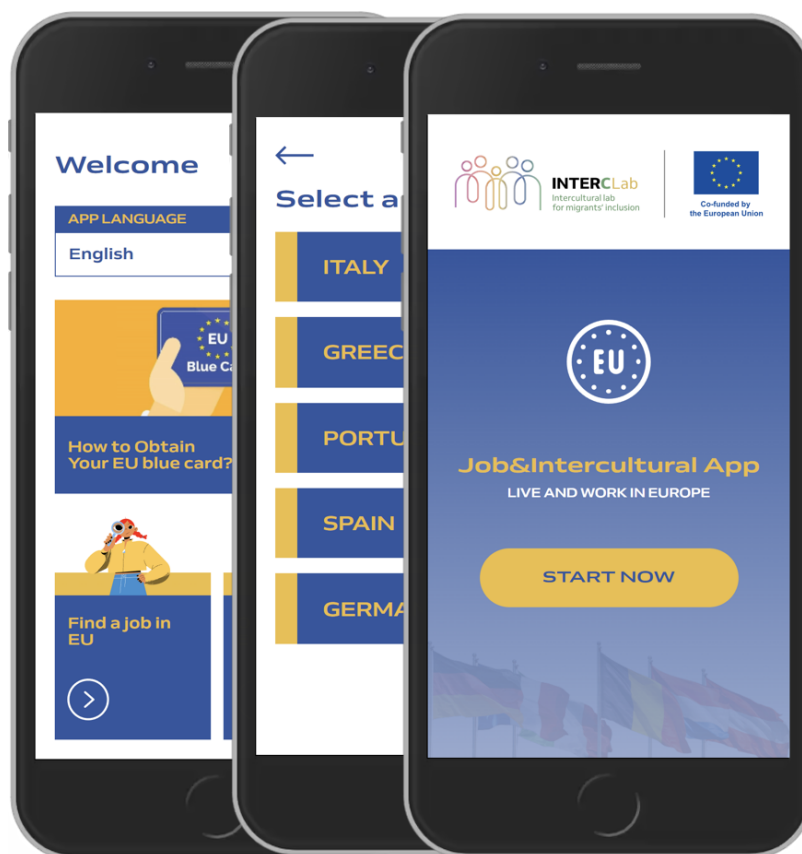 Welcome
APP LANGUAGE
English
EU
Blue Ca
How to Obtain
Your EU blue card?
Find a job in
EU
Select a
ITALY
GREEC
PORTU
SPAIN
GERMA
INTERCLab
Intercultural lab
for migrants' inclusion
Co-funded by
the European Union
EU
Job&Intercultural App
LIVE AND WORK IN EUROPE
START NOW